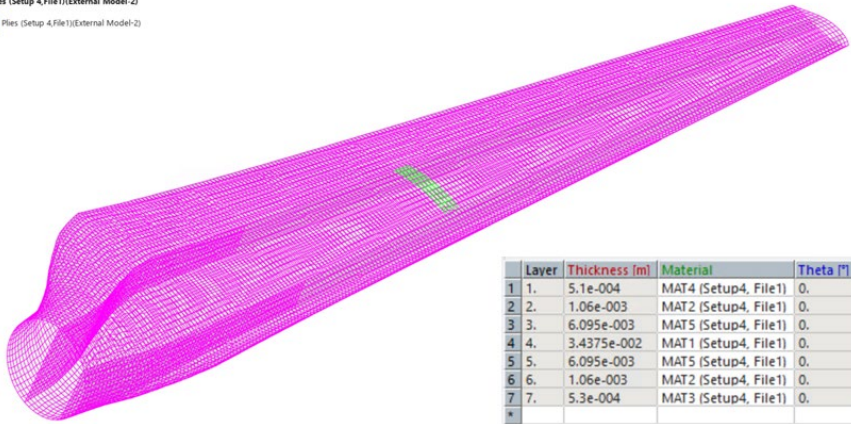 (Setup 4,File1)(External Model-2)
Plies (Setup 4,File1)(External Model-2)
Layer Thickness [m] Material Theta [°]
1 1. 5.1e-004 MAT4 (Setup4, File1) 0.
2 2. 1.06e-003 MAT2 (Setup4, File1) 0.
3 3. 6.095e-003 MAT5 (Setup4, File1) 0.
4 4. 3.4375e-002 MAT1 (Setup4, File1) 0.
5 5. 6.095e-003 MAT5 (Setup4, File1) 0.
6 6. 1.06e-003 MAT2 (Setup4, File1) 0.
7 7. 5.3e-004 MAT3 (Setup4, File1) 0.
*